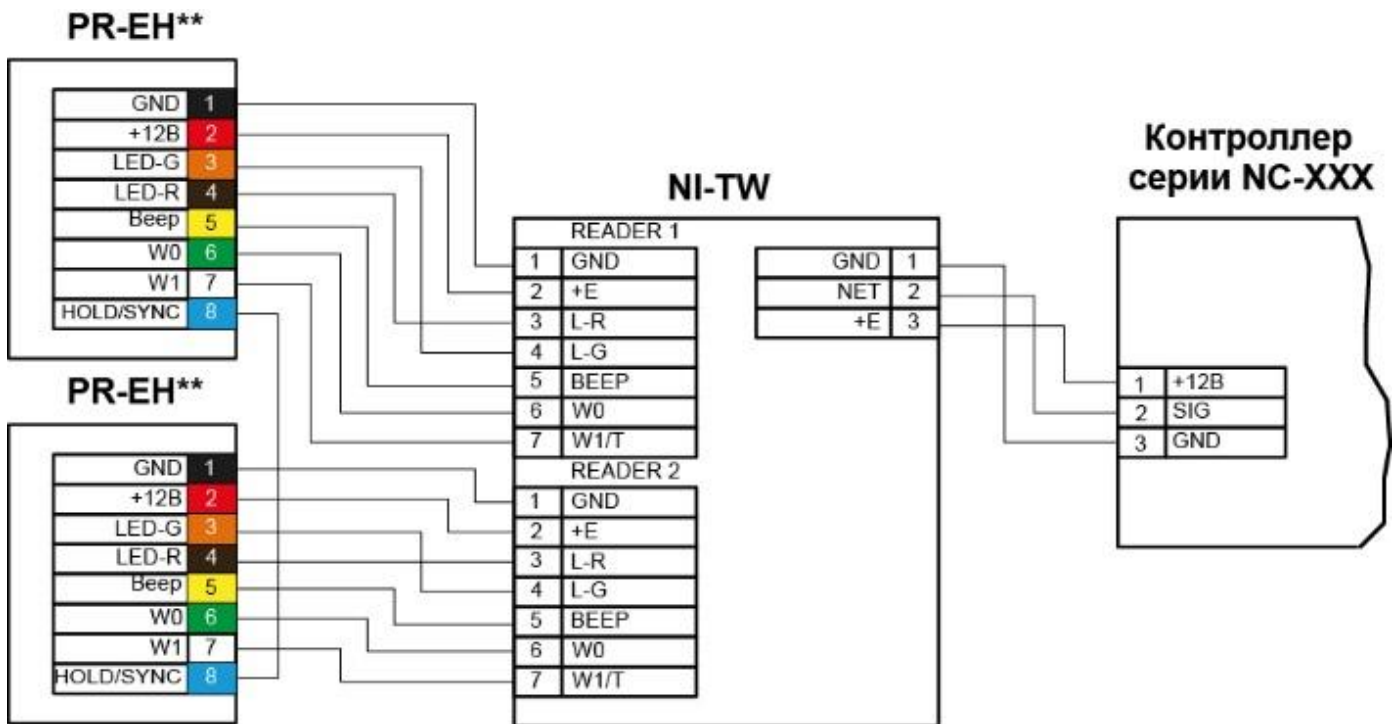 PR-EH**
GND 1
+12В 2
LED-G 3
LED-R 4
Beep 5
W0 6
W1 7
HOLD/SYNC 8
PR-EH**
GND 1
+12В 2
LED-G 3
LED-R 4
Beep 5
W0 6
W1 7
HOLD/SYNC 8
NI-TW
READER 1
1 GND
2 +E
3 L-R
4 L-G
5 BEEP
6 W0
7 W1/T
READER 2
1 GND
2 +E
3 L-R
4 L-G
5 BEEP
6 W0
7 W1/T
GND 1
NET 2
+E 3
Контроллер
серии NC-XXX
1 +12В
2 SIG
3 GND